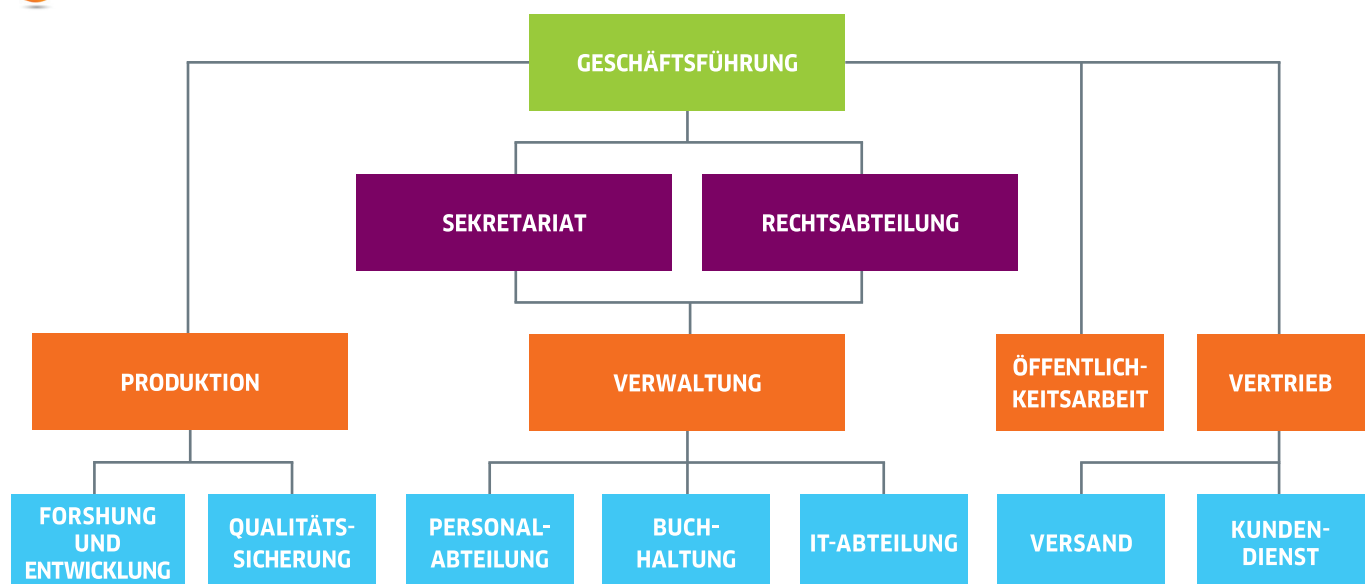 GESCHÄFTSFÜHRUNG
SEKRETARIAT
RECHTSABTEILUNG
PRODUKTION
VERWALTUNG
ÖFFENTLICH-
KEITSARBEIT
VERTRIEB
FORSHUNG
UND
ENTWICKLUNG
QUALITÄTS-
SICHERUNG
PERSONAL-
ABTEILUNG
BUCH-
HALTUNG
IT-ABTEILUNG
VERSAND
KUNDEN-
DIENST